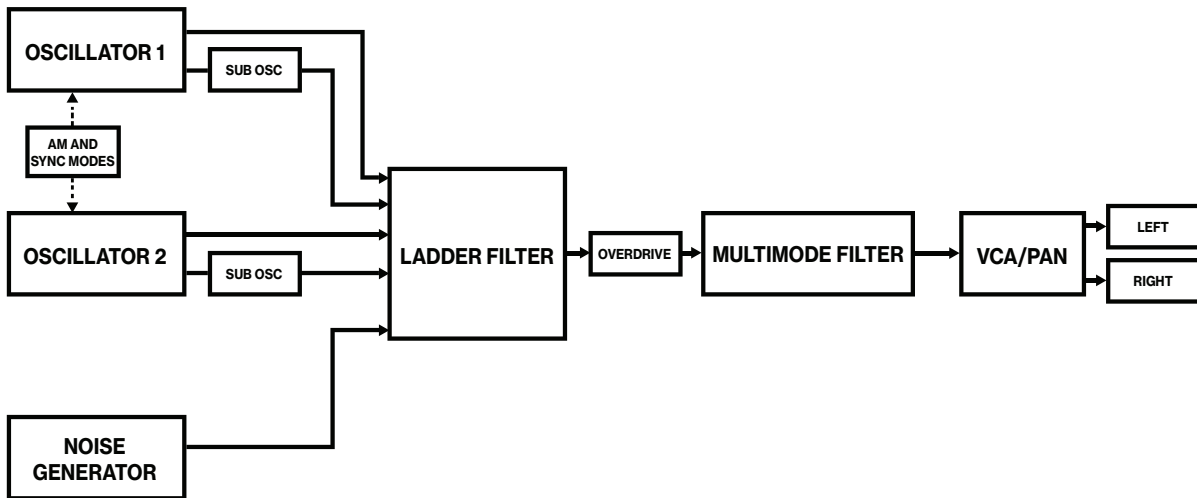 OSCILLATOR 1
SUB OSC
AM AND
SYNC MODES
OSCILLATOR 2
SUB OSC
NOISE
GENERATOR
LADDER FILTER
OVERDRIVE
MULTIMODE FILTER
VCA/PAN
LEFT
RIGHT